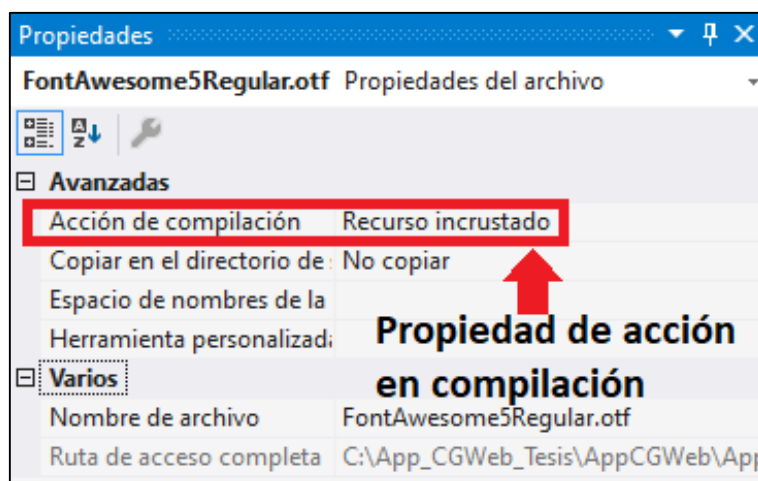 Propiedades
FontAwesome5Regular.otf Propiedades del archivo
Avanzadas
Acción de compilación Recurso incrustado
Copiar en el directorio de No copiar
Espacio de nombres de la
Herramienta personalizada
Propiedad de acción
en compilación
Varios
Nombre de archivo FontAwesome5Regular.otf
Ruta de acceso completa C:\App_CGWeb_Tesis\AppCGWeb\App